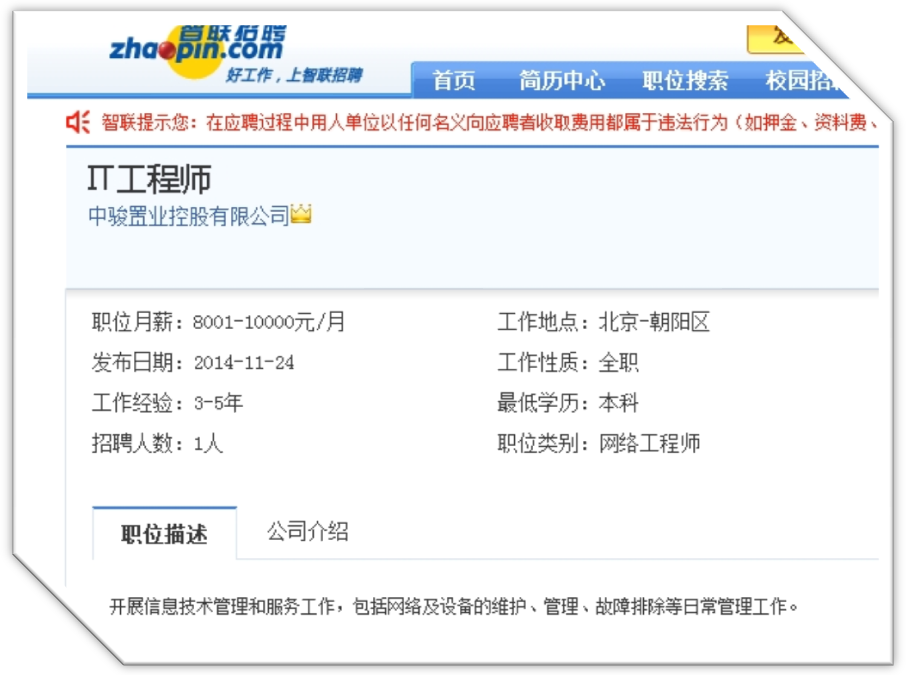 智联招聘
zhaopin.com
好工作，上智联招聘
发
首页 简历中心 职位搜索 校园招
智联提示您：在应聘过程中用人单位以任何名义向应聘者收取费用都属于违法行为（如押金、资料费、
IT工程师
中骏置业控股有限公司
职位月薪：8001-10000元/月 工作地点：北京-朝阳区
发布日期：2014-11-24 工作性质：全职
工作经验：3-5年 最低学历：本科
招聘人数：1人 职位类别：网络工程师
职位描述 公司介绍
开展信息技术管理和服务工作，包括网络及设备的维护、管理、故障排除等日常管理工作。